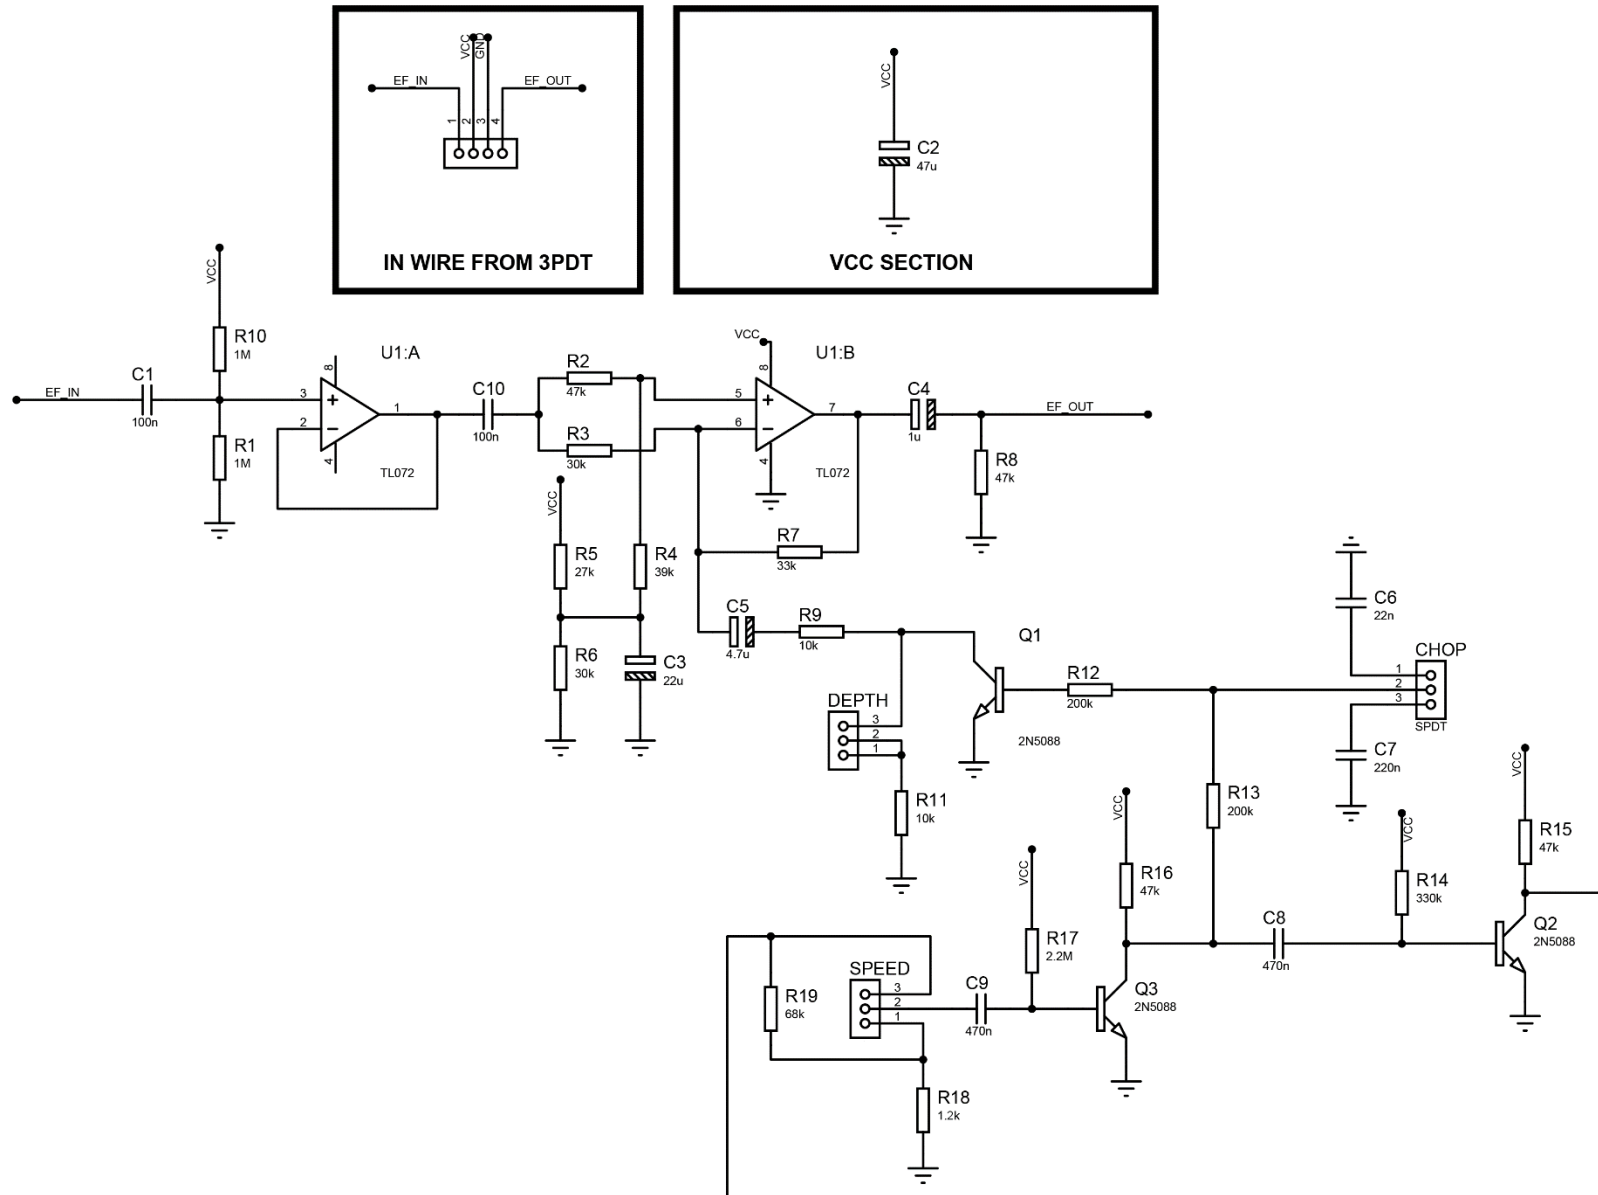 VCC
GND
EF_IN
EF_OUT
1
2
3
4
IN WIRE FROM 3PDT
VCC
C2
47u
VCC SECTION
VCC
R10
1M
EF_IN
C1
100n
R1
1M
U1:A
8
3
2
1
4
TL072
C10
100n
R2
47k
R3
30k
VCC
U1:B
8
5
6
7
4
TL072
C4
1u
EF_OUT
R8
47k
VCC
R5
27k
R4
39k
R6
30k
C3
22u
R7
33k
C5
4.7u
R9
10k
Q1
2N5088
R12
200k
C6
22n
CHOP
1
2
3
SPDT
C7
220n
DEPTH
3
2
1
R11
10k
R13
200k
VCC
R16
47k
VCC
R17
2.2M
VCC
R14
330k
VCC
R15
47k
C8
470n
Q2
2N5088
SPEED
3
2
1
R19
68k
C9
470n
Q3
2N5088
R18
1.2k